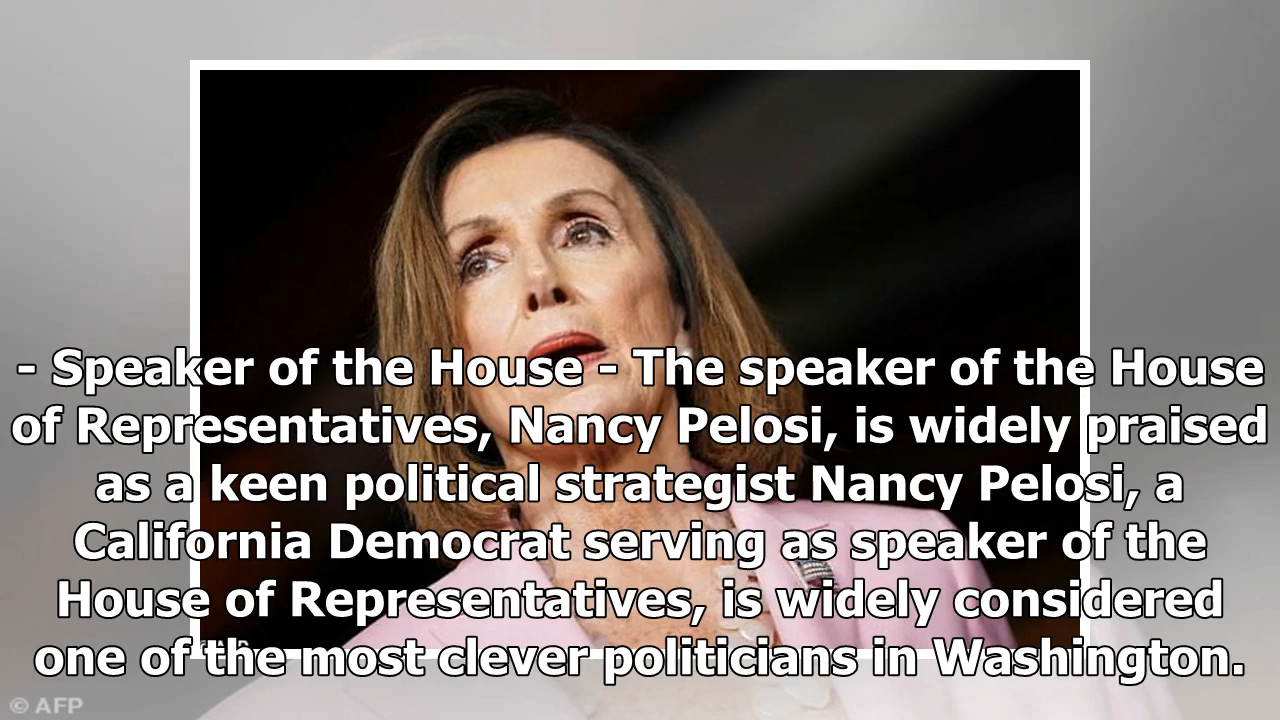 - Speaker of the House - The speaker of the House
of Representatives, Nancy Pelosi, is widely praised
as a keen political strategist Nancy Pelosi, a
California Democrat serving as speaker of the
House of Representatives, is widely considered
one of the most clever politicians in Washington.
© AFP